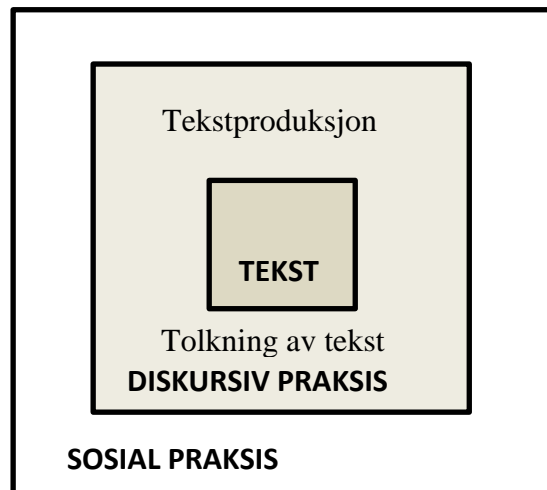 Tekstproduksjon
TEKST
Tolkning av tekst
DISKURSIV PRAKSIS
SOSIAL PRAKSIS